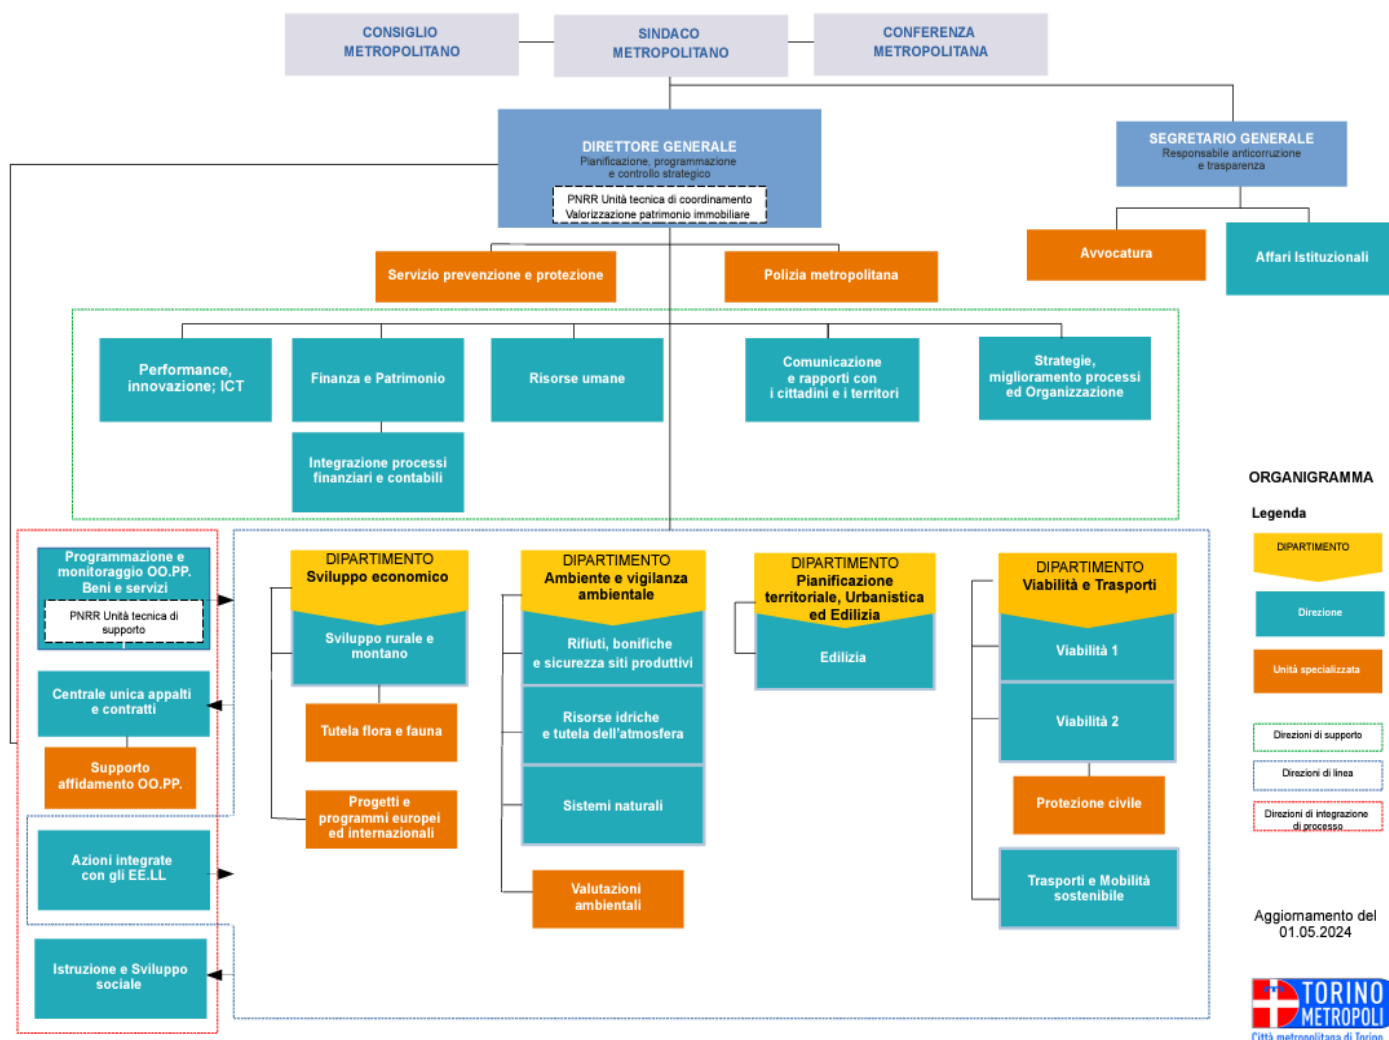 CONSIGLIO
METROPOLITANO
SINDACO
METROPOLITANO
CONFERENZA
METROPOLITANA
DIRETTORE GENERALE
Pianificazione, programmazione
e controllo strategico
PNRR Unità tecnica di coordinamento
Valorizzazione patrimonio immobiliare
SEGRETARIO GENERALE
Responsabile anticorruzione
e trasparenza
Servizio prevenzione e protezione
Polizia metropolitana
Avvocatura
Affari Istituzionali
Performance,
innovazione; ICT
Finanza e Patrimonio
Risorse umane
Comunicazione
e rapporti con
i cittadini e i territori
Strategie,
miglioramento processi
ed Organizzazione
Integrazione processi
finanziari e contabili
Programmazione e
monitoraggio OO.PP.
Beni e servizi
PNRR Unità tecnica di
supporto
Centrale unica appalti
e contratti
Supporto
affidamento OO.PP.
Azioni integrate
con gli EE.LL
Istruzione e Sviluppo
sociale
DIPARTIMENTO
Sviluppo economico
Sviluppo rurale e
montano
Tutela flora e fauna
Progetti e
programmi europei
ed internazionali
DIPARTIMENTO
Ambiente e vigilanza
ambientale
Rifiuti, bonifiche
e sicurezza siti produttivi
Risorse idriche
e tutela dell'atmosfera
Sistemi naturali
Valutazioni
ambientali
DIPARTIMENTO
Pianificazione
territoriale, Urbanistica
ed Edilizia
Edilizia
DIPARTIMENTO
Viabilità e Trasporti
Viabilità 1
Viabilità 2
Protezione civile
Trasporti e Mobilità
sostenibile
ORGANIGRAMMA
Legenda
DIPARTIMENTO
Direzione
Unità specializzata
Direzioni di supporto
Direzioni di linea
Direzioni di integrazione
di processo
Aggiornamento del
01.05.2024
TORINO
METROPOLI
Città metropolitana di Torino